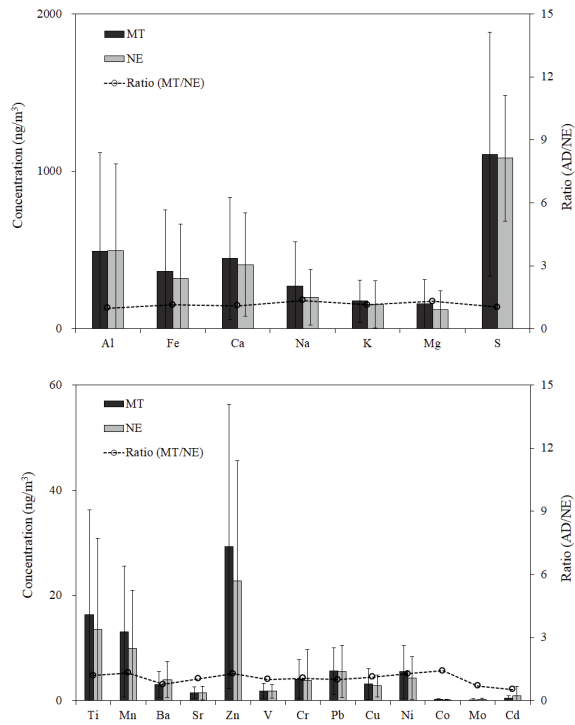 2000
1000
0
Concentration (ng/m³)
MT
NE
Ratio (MT/NE)
15
12
9
6
3
0
Ratio (AD/NE)
Al Fe Ca Na K Mg S
60
40
20
0
Concentration (ng/m³)
MT
NE
Ratio (MT/NE)
15
12
9
6
3
0
Ratio (AD/NE)
Ti Mn Ba Sr Zn V Cr Pb Cu Ni Co Mo Cd